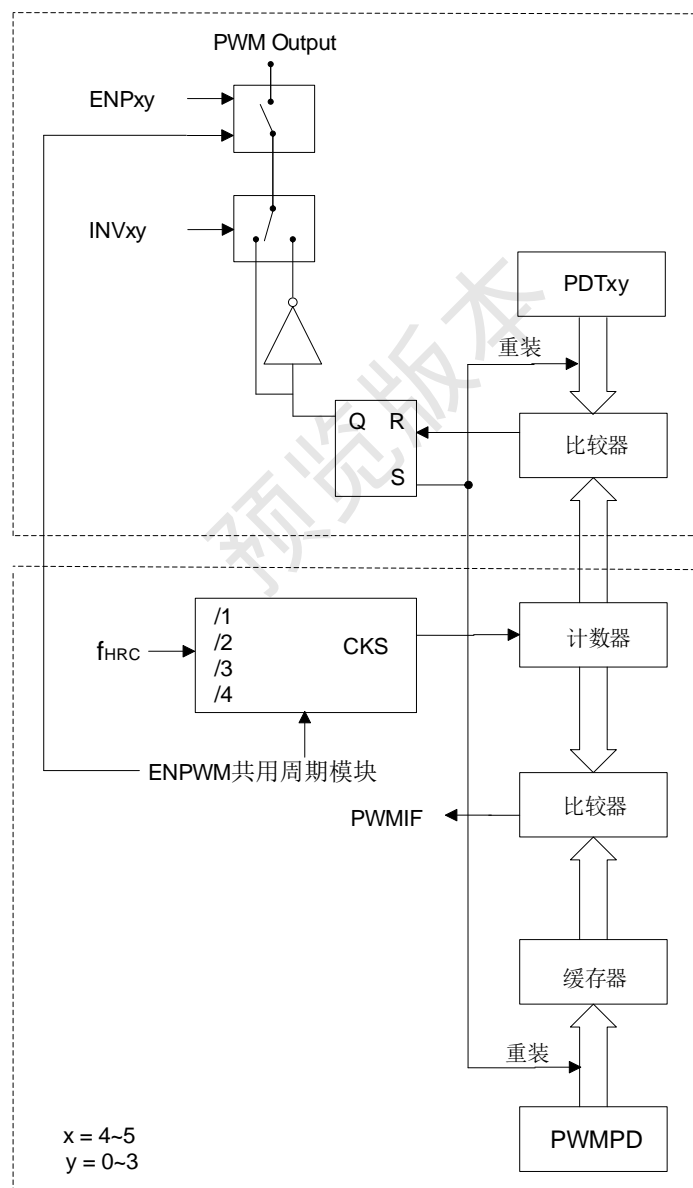 PWM Output
ENPxy
INVxy
PDTxy
重装
Q R
S
比较器
预览版本
/1
/2
/3
/4
CKS
fHRC
计数器
ENPWM共用周期模块
PWMIF
比较器
缓存器
重装
PWMPD
x = 4~5
y = 0~3